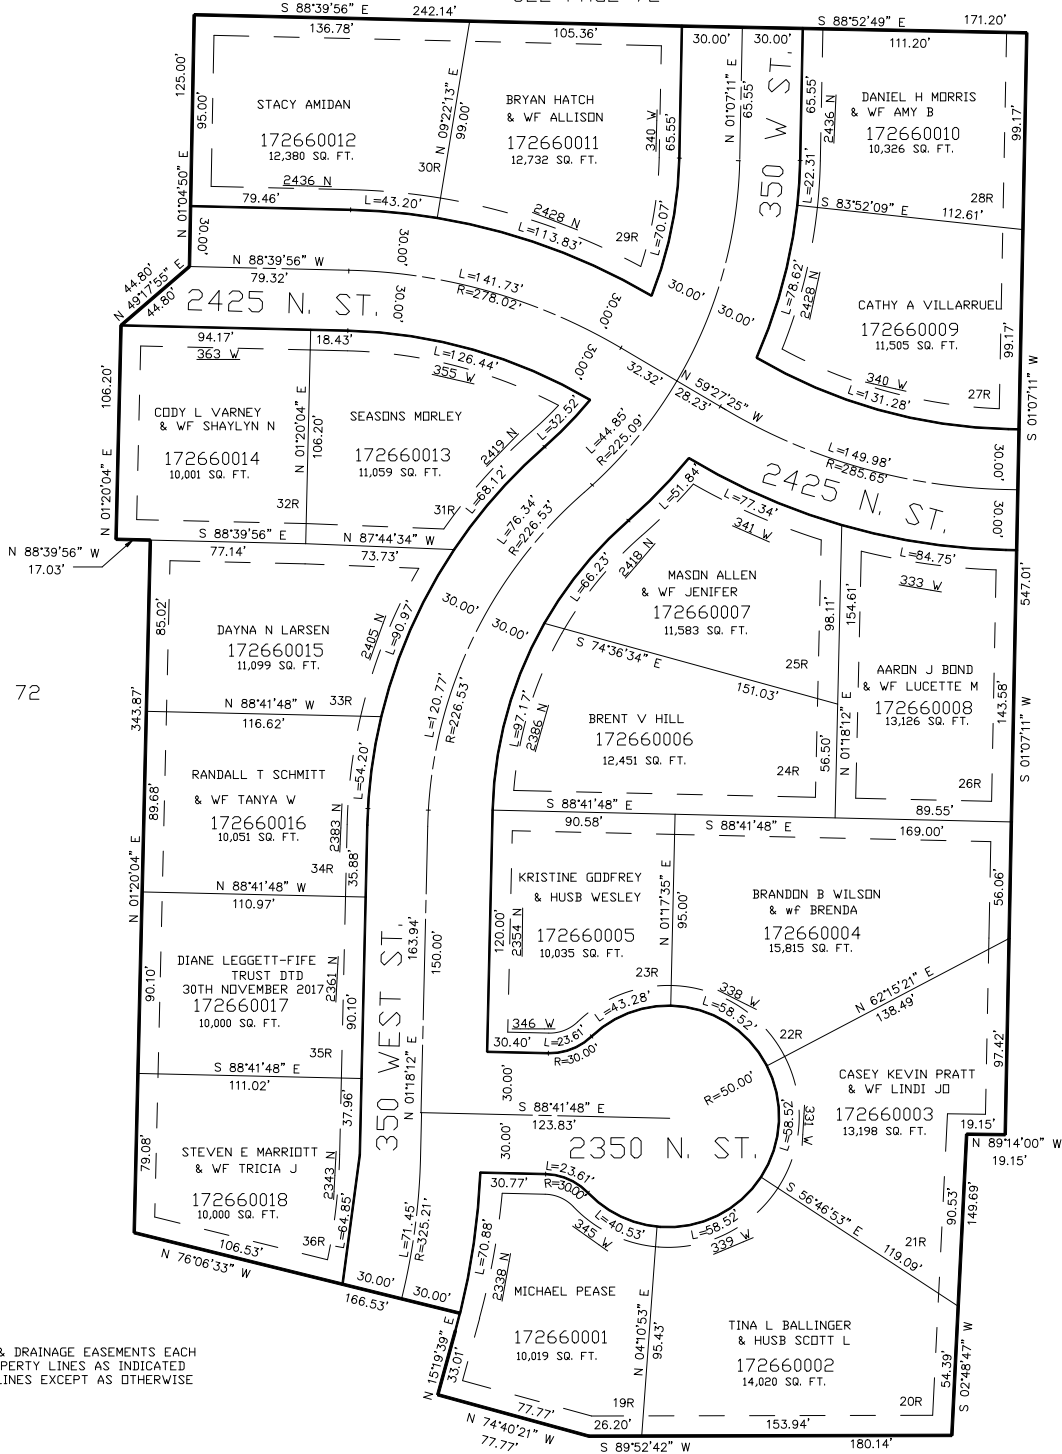 S 88°39'56" E
242.14'
S 88°52'49" E
171.20'
136.78'
105.36'
30.00'
30.00'
111.20'
125.00'
95.00'
STACY AMIDAN
172660012
12,380 SQ. FT.
30R
2436 N
79.46'
L=43.20'
N 01°04'50" E
N 09°22'13" E
99.00'
BRYAN HATCH
& WF ALLISON
172660011
12,732 SQ. FT.
340 W
65.55'
2428 N
L=113.83'
29R
L=70.07'
N 01°07'11" E
65.55'
350 W ST.
65.55'
2436 N
L=22.31'
DANIEL H MORRIS
& WF AMY B
172660010
10,326 SQ. FT.
99.17'
28R
S 83°52'09" E
112.61'
CATHY A VILLARRUEL
172660009
11,505 SQ. FT.
99.17'
L=78.62'
2428 N
340 W
L=131.28'
27R
S 01°07'11" W
30.00'
30.00'
N 88°39'56" W
79.32'
L=141.73'
R=278.02'
44.80'
N 49°17'55" E
44.80'
2425 N. ST.
30.00'
30.00'
30.00'
30.00'
30.00'
94.17'
363 W
18.43'
L=126.44'
355 W
32.32'
N 59°27'25" W
28.23'
106.20'
CODY L VARNEY
& WF SHAYLYN N
172660014
10,001 SQ. FT.
32R
N 01°20'04" E
N 01°20'04" E
106.20'
SEASONS MORLEY
172660013
11,059 SQ. FT.
31R
2419 N
L=32.52'
L=68.12'
L=44.85'
R=225.09'
L=76.34'
R=226.53'
L=149.98'
R=285.65'
30.00'
30.00'
2425 N. ST.
N 88°39'56" W
17.03'
S 88°39'56" E
77.14'
N 87°44'34" W
73.73'
L=51.84'
L=77.34'
341 W
L=84.75'
333 W
547.01'
2418 N
L=66.23'
MASON ALLEN
& WF JENIFER
172660007
11,583 SQ. FT.
98.11'
154.61'
25R
AARON J BOND
& WF LUCETTE M
172660008
13,126 SQ. FT.
143.58'
26R
S 01°07'11" W
72
85.02'
343.87'
DAYNA N LARSEN
172660015
11,099 SQ. FT.
2405 N
L=90.97'
33R
30.00'
30.00'
S 74°36'34" E
151.03'
N 88°41'48" W
116.62'
L=120.77'
R=226.53'
L=97.17'
2386 N
BRENT V HILL
172660006
12,451 SQ. FT.
24R
56.50'
N 01°18'12" E
89.55'
89.68'
RANDALL T SCHMITT
& WF TANYA W
172660016
10,051 SQ. FT.
34R
L=54.20'
2383 N
35.88'
N 01°20'04" E
S 88°41'48" E
90.58'
S 88°41'48" E
169.00'
N 88°41'48" W
110.97'
KRISTINE GODFREY
& HUSB WESLEY
172660005
10,035 SQ. FT.
23R
120.00'
2354 N
N 01°17'35" E
95.00'
BRANDON B WILSON
& wf BRENDA
172660004
15,815 SQ. FT.
56.06'
DIANE LEGGETT-FIFE
TRUST DTD
30TH NOVEMBER 2017
172660017
10,000 SQ. FT.
90.10'
2361 N
90.10'
35R
350 WEST ST.
163.94'
150.00'
N 01°18'12" E
346 W
30.40'
L=23.61'
R=30.00'
L=43.28'
338 W
L=58.52'
22R
N 62°15'21" E
138.49'
S 88°41'48" E
111.02'
30.00'
R=50.00'
CASEY KEVIN PRATT
& WF LINDI JO
172660003
13,198 SQ. FT.
97.42'
S 88°41'48" E
123.83'
2350 N. ST.
L=58.52'
331 W
19.15'
N 89°14'00" W
19.15'
79.08'
STEVEN E MARRIOTT
& WF TRICIA J
172660018
10,000 SQ. FT.
37.96'
2343 N
36R
L=64.85'
106.53'
N 76°06'33" W
166.53'
30.00'
30.00'
30.00'
30.77'
L=23.61'
R=30.00'
345 W
L=40.53'
L=58.52'
339 W
L=71.45'
R=325.21'
L=70.88'
2338 N
S 56°46'53" E
119.09'
90.53'
149.69'
21R
MICHAEL PEASE
172660001
10,019 SQ. FT.
19R
N 04°10'53" E
95.43'
TINA L BALLINGER
& HUSB SCOTT L
172660002
14,020 SQ. FT.
20R
54.39'
S 02°48'47" W
N 15°19'39" E
33.01'
77.77'
N 74°40'21" W
77.77'
26.20'
153.94'
S 89°52'42" W
180.14'
& DRAINAGE EASEMENTS EACH
PERTY LINES AS INDICATED
LINES EXCEPT AS OTHERWISE